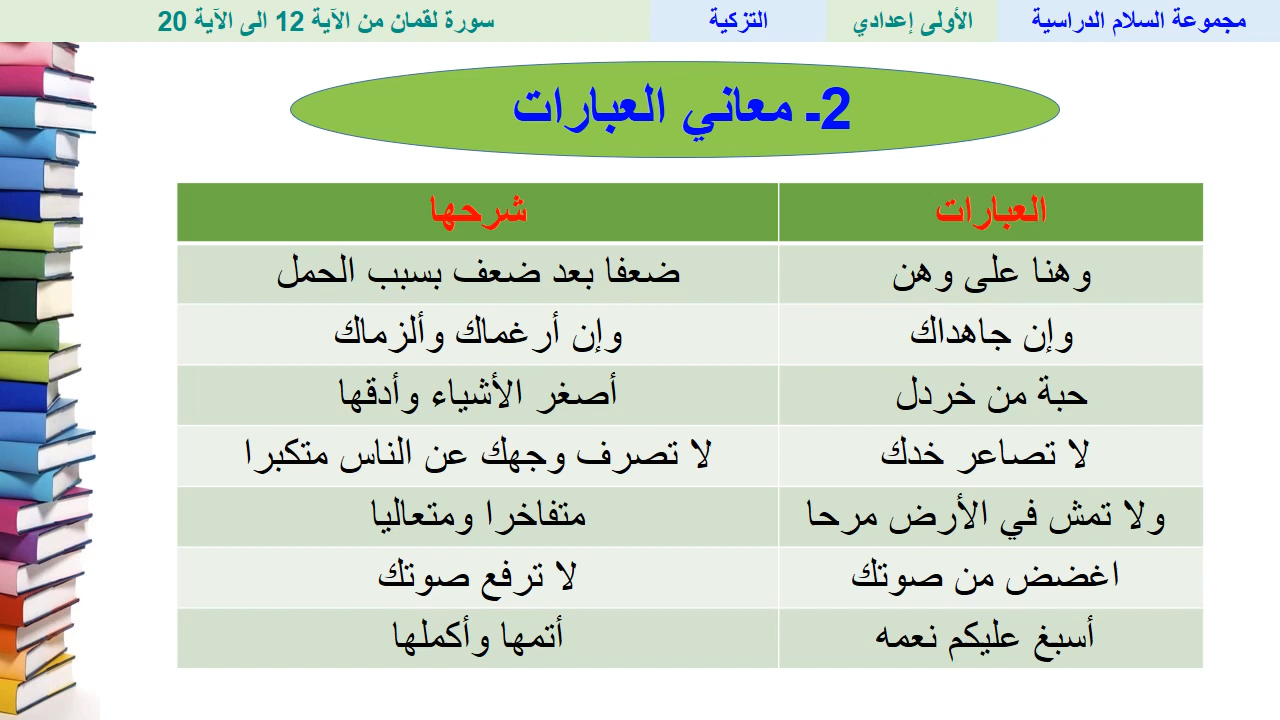 مجموعة السلام الدراسية الأولى إعدادي التزكية سورة لقمان من الآية 12 الى الآية 20
2- معاني العبارات
العبارات شرحها
وهنا على وهن ضعفا بعد ضعف بسبب الحمل
وإن جاهداك وإن أرغماك وألزماك
حبة من خردل أصغر الأشياء وأدقها
لا تصاعر خدك لا تصرف وجهك عن الناس متكبرا
ولا تمش في الأرض مرحا متفاخرا ومتعاليا
اغضض من صوتك لا ترفع صوتك
أسبغ عليكم نعمه أتمها وأكملها